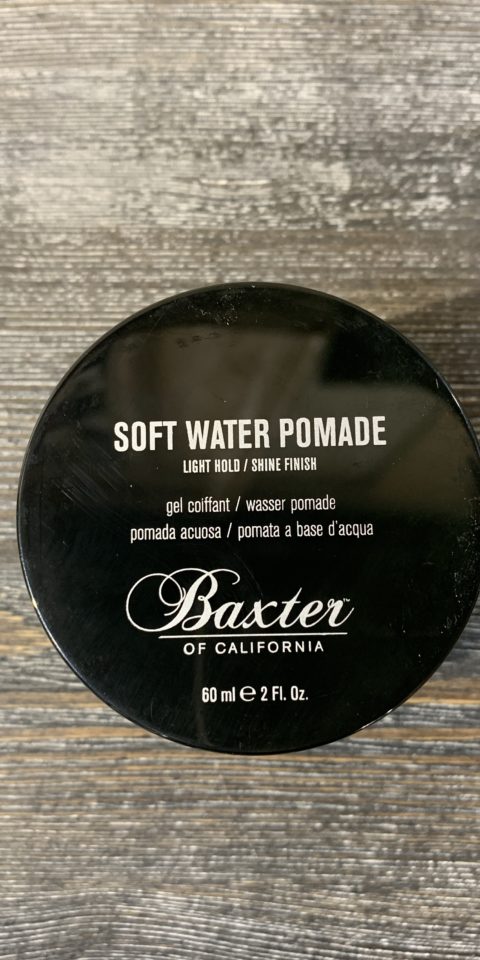 SOFT WATER POMADE
LIGHT HOLD / SHINE FINISH
gel coiffant / wasser pomade
pomada acuosa / pomata a base d'acqua
Baxter™
OF CALIFORNIA
60 ml ℮ 2 Fl. Oz.